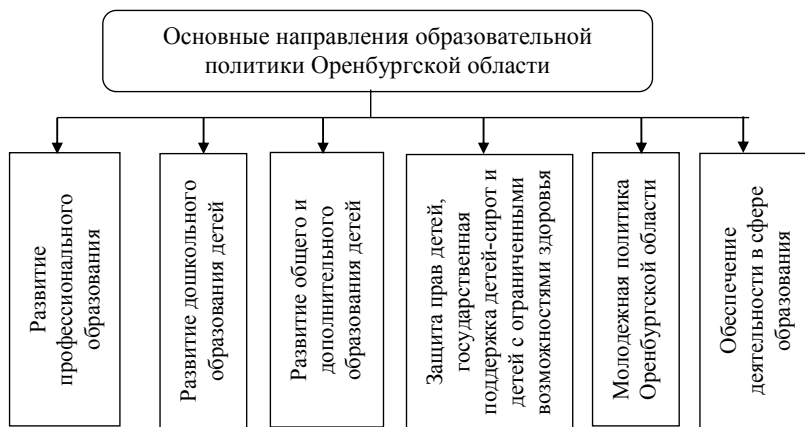 Основные направления образовательной
политики Оренбургской области
Развитие
профессионального
образования
Развитие дошкольного
образования детей
Развитие общего и
дополнительного
образования детей
Защита прав детей,
государственная
поддержка детей-сирот и
детей с ограниченными
возможностями здоровья
Молодежная политика
Оренбургской области
Обеспечение
деятельности в сфере
образования